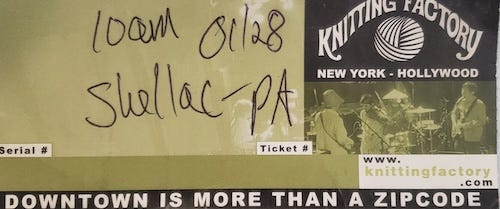 10am 01/28
KNITTING FACTORY
NEW YORK - HOLLYWOOD
Shellac-PA
Serial #
Ticket #
www.
knittingfactory
.com
DOWNTOWN IS MORE THAN A ZIPCODE